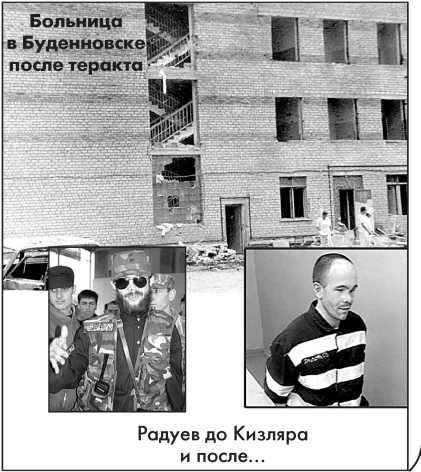 Больница
в Буденновске
после теракта
Радуев до Кизляра
и после...